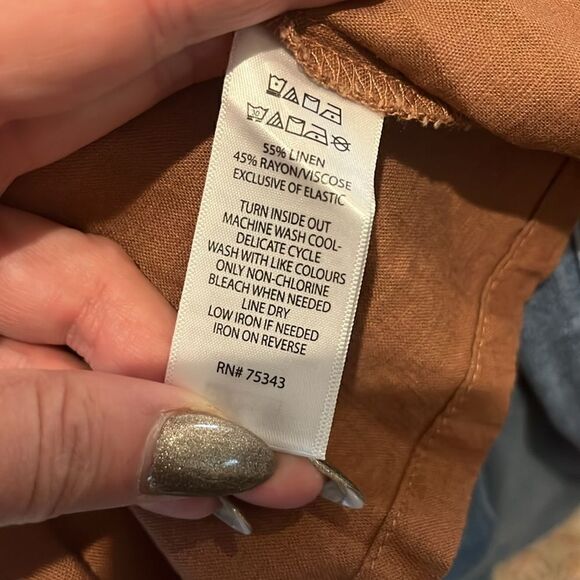 55% LINEN
45% RAYON/VISCOSE
EXCLUSIVE OF ELASTIC
TURN INSIDE OUT
MACHINE WASH COOL-
DELICATE CYCLE
WASH WITH LIKE COLOURS
ONLY NON-CHLORINE
BLEACH WHEN NEEDED
LINE DRY
LOW IRON IF NEEDED
IRON ON REVERSE
RN# 75343